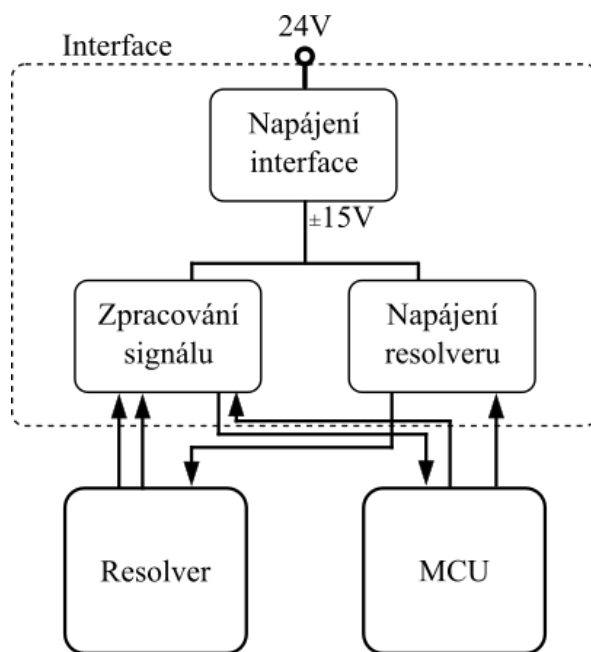 24V
Interface
Napájení
interface
±15V
Zpracování
signálu
Napájení
resolveru
Resolver
MCU